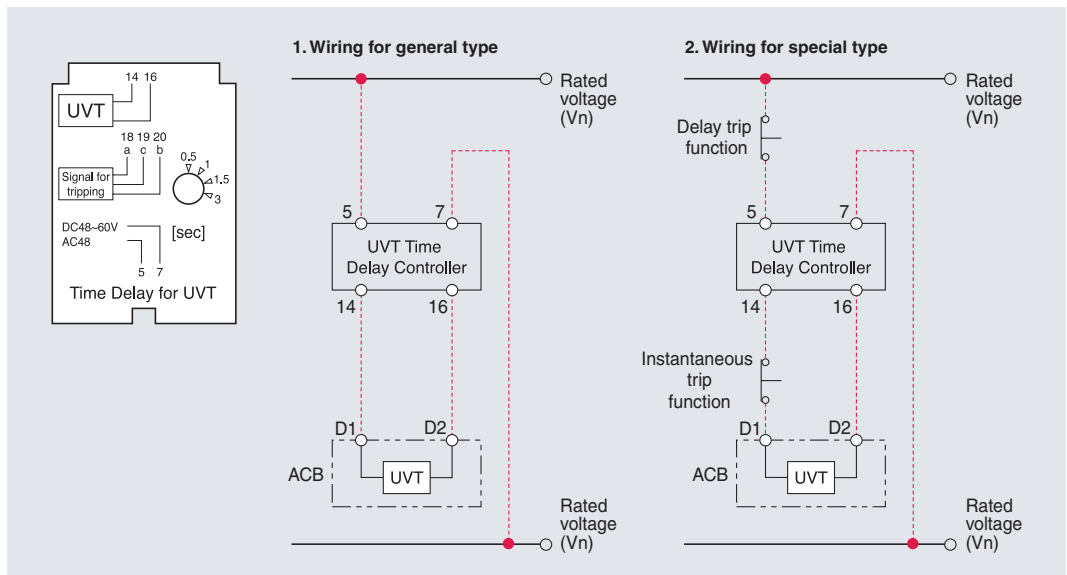 14 16
UVT
18 19 20
a c b
Signal for
tripping
0.5
1
1.5
3
DC48~60V
AC48
[sec]
5 7
Time Delay for UVT
1. Wiring for general type
Rated
voltage
(Vn)
5 7
UVT Time
Delay Controller
14 16
D1 D2
ACB
UVT
Rated
voltage
(Vn)
2. Wiring for special type
Rated
voltage
(Vn)
Delay trip
function
5 7
UVT Time
Delay Controller
14 16
Instantaneous
trip
function
D1 D2
ACB
UVT
Rated
voltage
(Vn)